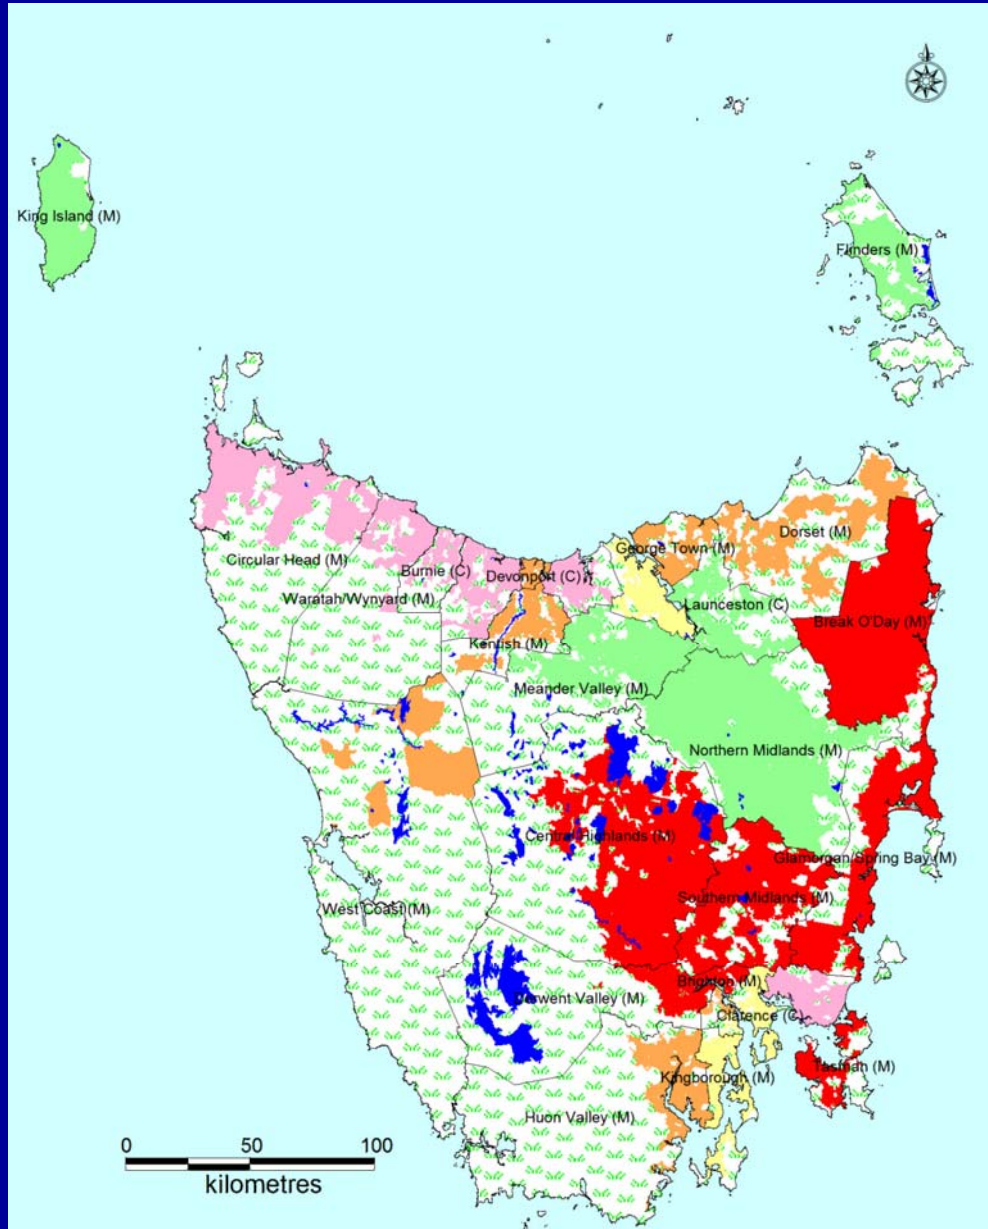 King Island (M)
Flinders (M)
Dorset (M)
George Town (M)
Circular Head (M)
Burnie (C)
Devonport (C)
Waratah/Wynyard (M)
Launceston (C)
Break O'Day (M)
Kentish (M)
Meander Valley (M)
Northern Midlands (M)
Central Highlands (M)
Glamorgan/Spring Bay (M)
Southern Midlands (M)
West Coast (M)
Brighton (M)
Derwent Valley (M)
Clarence (C)
Tasman (M)
Kingborough (M)
Huon Valley (M)
0 50 100
kilometres